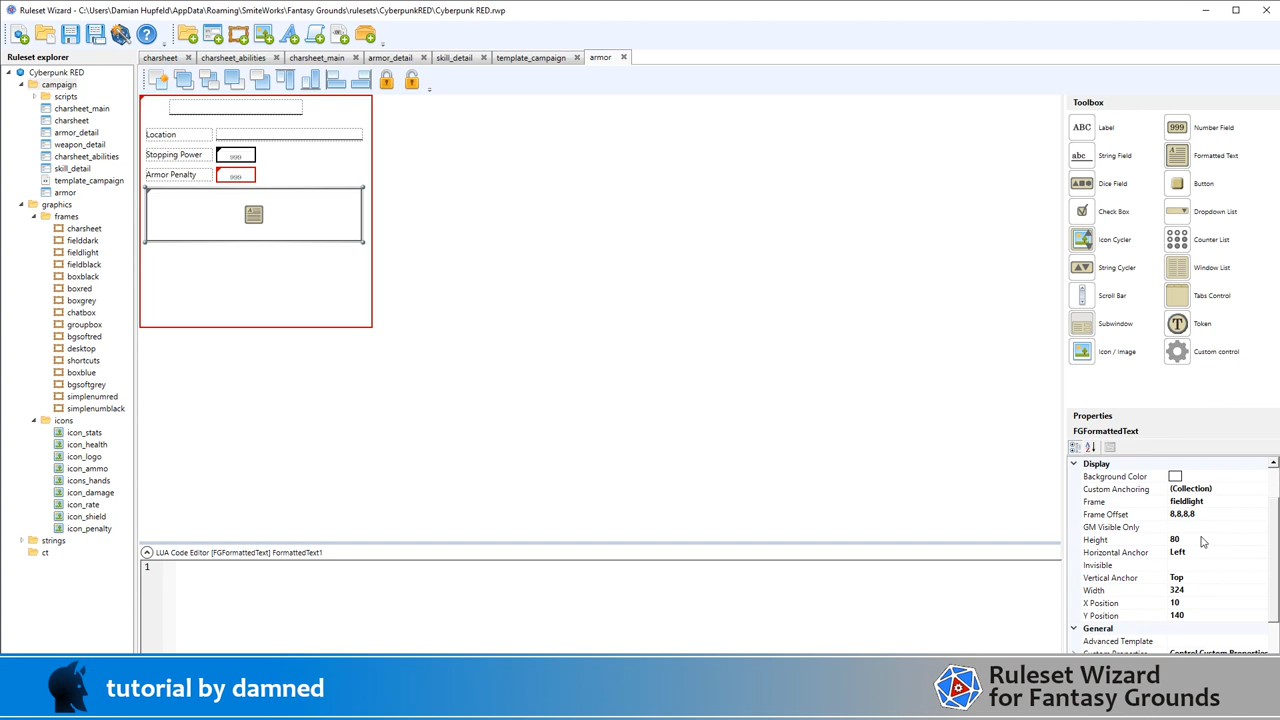 Ruleset Wizard - C:\Users\Damian Hupfeld\AppData\Roaming\SmiteWorks\Fantasy Grounds\rulesets\CyberpunkRED\Cyberpunk RED.rwp
Ruleset explorer
charsheet
charsheet_abilities
charsheet_main
armor_detail
skill_detail
template_campaign
armor
Cyberpunk RED
campaign
scripts
charsheet_main
charsheet
armor_detail
weapon_detail
charsheet_abilities
skill_detail
template_campaign
armor
graphics
frames
charsheet
fielddark
fieldlight
fieldblack
boxblack
boxred
boxgrey
chatbox
groupbox
bgsoftred
desktop
shortcuts
boxblue
bgsoftgrey
simplenumred
simplenumblack
icons
icon_stats
icon_health
icon_logo
icon_ammo
icons_hands
icon_damage
icon_rate
icon_shield
icon_penalty
strings
ct
Location
Stopping Power 999
Armor Penalty 999
LUA Code Editor [FGFormattedText] FormattedText1
1
Toolbox
ABC Label
999 Number Field
abc String Field
Formatted Text
Dice Field
Button
Check Box
Dropdown List
Icon Cycler
Counter List
String Cycler
Window List
Scroll Bar
Tabs Control
Subwindow
T Token
Icon / Image
Custom control
Properties
FGFormattedText
Display
Background Color
Custom Anchoring (Collection)
Frame fieldlight
Frame Offset 8,8,8,8
GM Visible Only
Height 80
Horizontal Anchor Left
Invisible
Vertical Anchor Top
Width 324
X Position 10
Y Position 140
General
Advanced Template
Custom Properties Control Custom Properties
tutorial by damned
Ruleset Wizard
for Fantasy Grounds